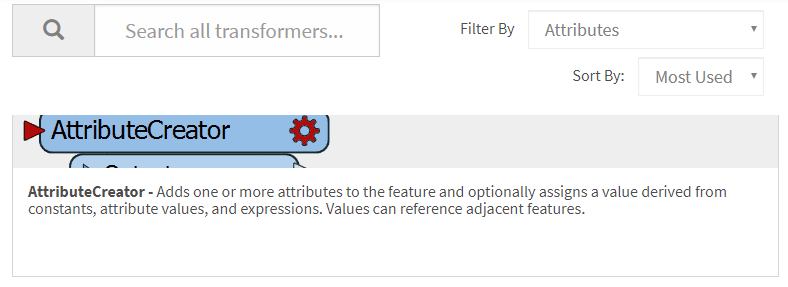 Search all transformers...
Filter By
Attributes
Sort By:
Most Used
AttributeCreator
AttributeCreator - Adds one or more attributes to the feature and optionally assigns a value derived from
constants, attribute values, and expressions. Values can reference adjacent features.